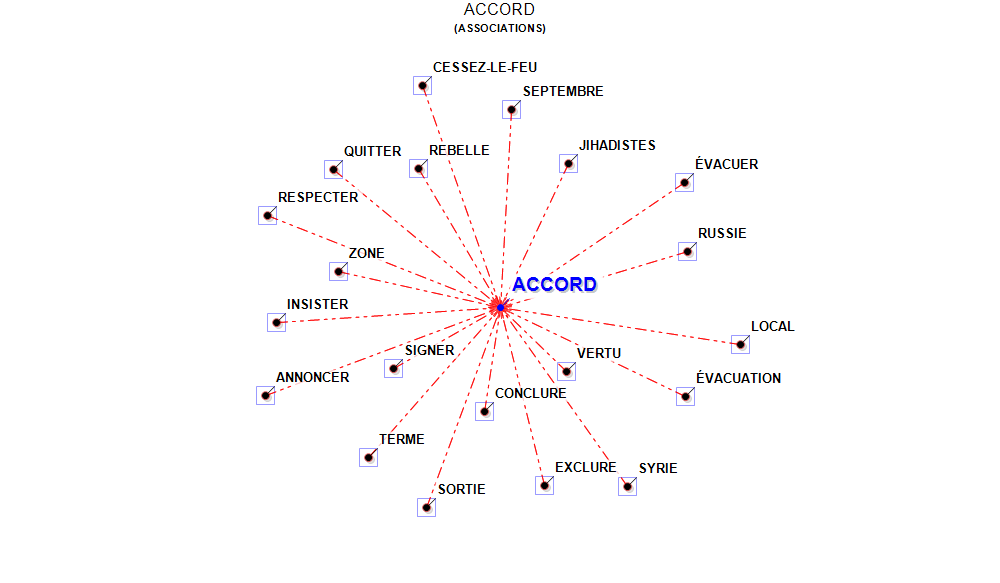 ACCORD
(ASSOCIATIONS)
CESSEZ-LE-FEU
SEPTEMBRE
JIHADISTES
QUITTER
REBELLE
ÉVACUER
RESPECTER
RUSSIE
ZONE
ACCORD
INSISTER
LOCAL
SIGNER
VERTU
ANNONCER
ÉVACUATION
CONCLURE
TERME
EXCLURE
SYRIE
SORTIE